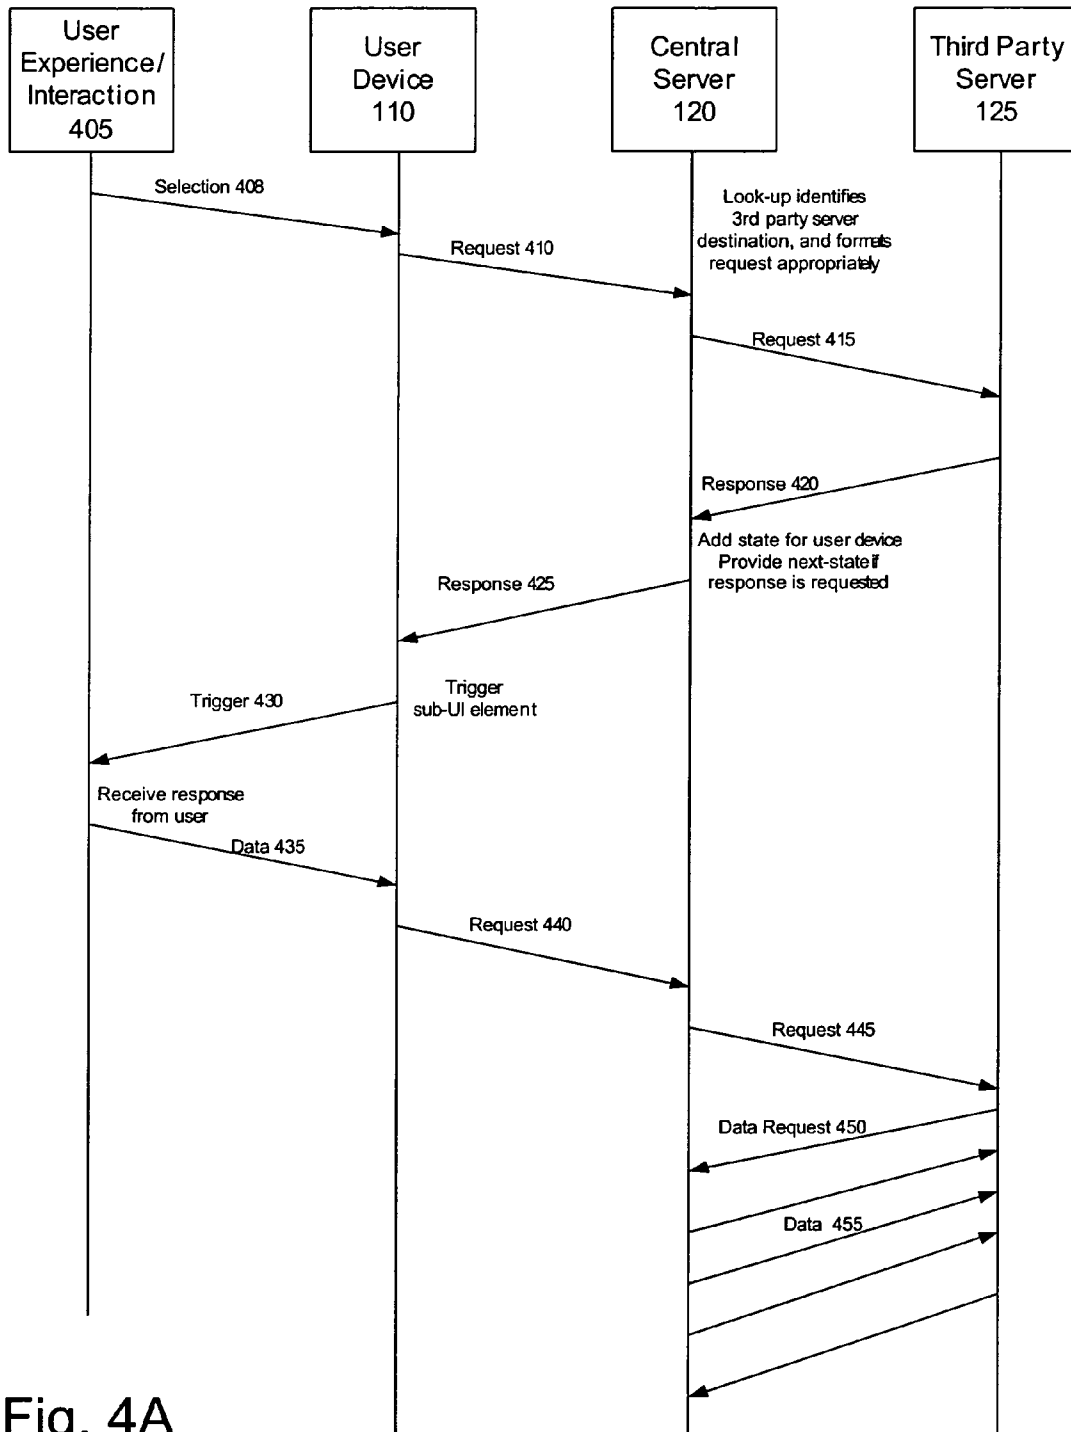 User
Experience/
Interaction
405
User
Device
110
Central
Server
120
Third Party
Server
125
Selection 408
Look-up identifies
3rd party server
destination, and formats
request appropriately
Request 410
Request 415
Response 420
Add state for user device
Provide next-state if
response is requested
Response 425
Trigger
sub-UI element
Trigger 430
Receive response
from user
Data 435
Request 440
Request 445
Data Request 450
Data 455
Fig. 4A